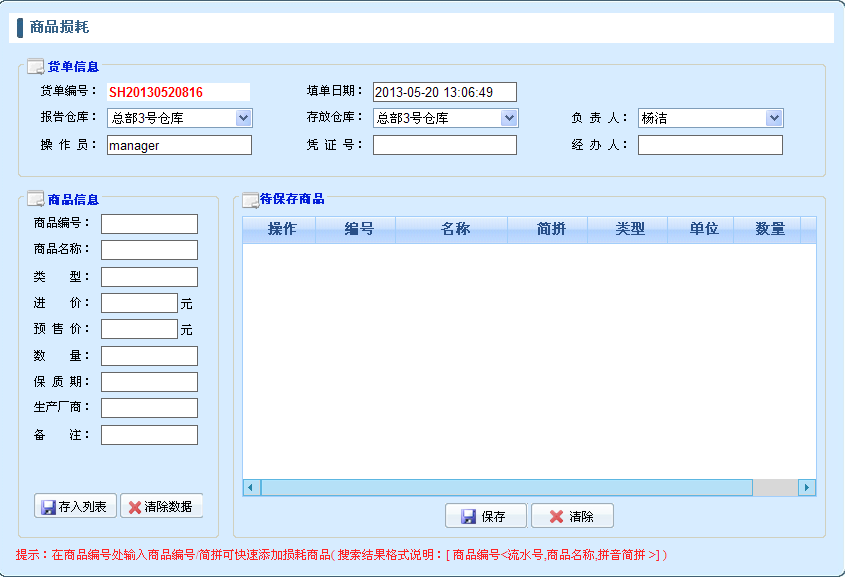 商品损耗
货单信息
货单编号： SH20130520816 填单日期： 2013-05-20 13:06:49
报告仓库： 总部3号仓库 存放仓库： 总部3号仓库 负 责 人： 杨洁
操 作 员： manager 凭 证 号： 经 办 人：
商品信息
商品编号：
商品名称：
类 型：
进 价： 元
预 售 价： 元
数 量：
保 质 期：
生产厂商：
备 注：
存入列表 清除数据
待保存商品
操作 编号 名称 简拼 类型 单位 数量
保存 清除
提示：在商品编号处输入商品编号/简拼可快速添加损耗商品( 搜索结果格式说明：[ 商品编号<流水号,商品名称,拼音简拼 >] )